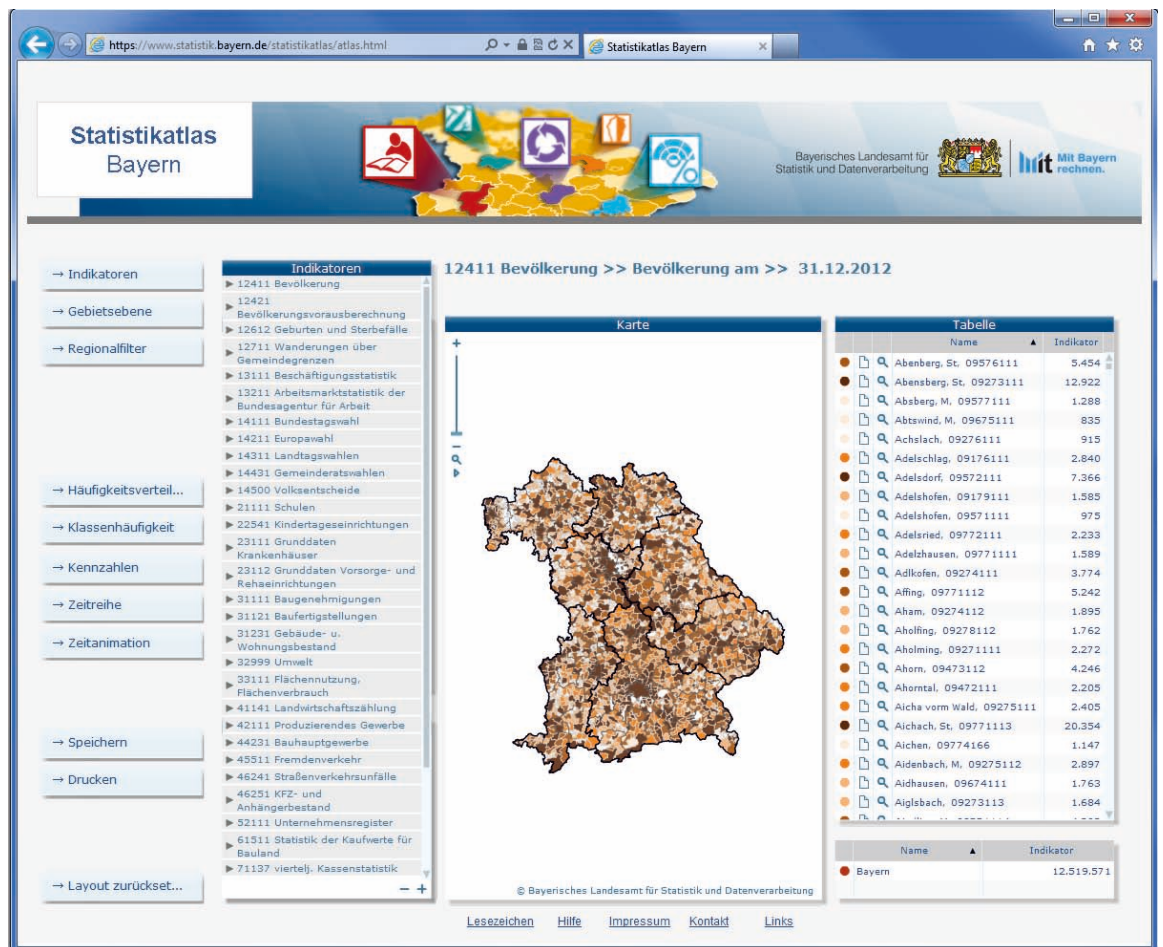 https://www.statistik.bayern.de/statistikatlas/atlas.html
Statistikatlas Bayern
Statistikatlas
Bayern
Bayerisches Landesamt für
Statistik und Datenverarbeitung
Mit Bayern
rechnen.
→ Indikatoren
→ Gebietsebene
→ Regionalfilter
→ Häufigkeitsverteil...
→ Klassenhäufigkeit
→ Kennzahlen
→ Zeitreihe
→ Zeitanimation
→ Speichern
→ Drucken
→ Layout zurückset...
Indikatoren
12411 Bevölkerung
12421
Bevölkerungsvorausberechnung
12612 Geburten und Sterbefälle
12711 Wanderungen über
Gemeindegrenzen
13111 Beschäftigungsstatistik
13211 Arbeitsmarktstatistik der
Bundesagentur für Arbeit
14111 Bundestagswahl
14211 Europawahl
14311 Landtagswahlen
14431 Gemeinderatswahlen
14500 Volksentscheide
21111 Schulen
22541 Kindertageseinrichtungen
23111 Grunddaten
Krankenhäuser
23112 Grunddaten Vorsorge- und
Rehaeinrichtungen
31111 Baugenehmigungen
31121 Baufertigstellungen
31231 Gebäude- u.
Wohnungsbestand
32999 Umwelt
33111 Flächennutzung,
Flächenverbrauch
41141 Landwirtschaftszählung
42111 Produzierendes Gewerbe
44231 Bauhauptgewerbe
45511 Fremdenverkehr
46241 Straßenverkehrsunfälle
46251 KFZ- und
Anhängerbestand
52111 Unternehmensregister
61511 Statistik der Kaufwerte für
Bauland
71137 viertelj. Kassenstatistik
12411 Bevölkerung >> Bevölkerung am >> 31.12.2012
Karte
© Bayerisches Landesamt für Statistik und Datenverarbeitung
Tabelle
Name Indikator
Abenberg, St, 09576111 5.454
Abensberg, St, 09273111 12.922
Absberg, M, 09577111 1.288
Abtswind, M, 09675111 835
Achslach, 09276111 915
Adelschlag, 09176111 2.840
Adelsdorf, 09572111 7.366
Adelshofen, 09179111 1.585
Adelshofen, 09571111 975
Adelsried, 09772111 2.233
Adelzhausen, 09771111 1.589
Adlkofen, 09274111 3.774
Affing, 09771112 5.242
Aham, 09274112 1.895
Aholfing, 09278112 1.762
Aholming, 09271111 2.272
Ahorn, 09473112 4.246
Ahorntal, 09472111 2.205
Aicha vorm Wald, 09275111 2.405
Aichach, St, 09771113 20.354
Aichen, 09774166 1.147
Aidenbach, M, 09275112 2.897
Aidhausen, 09674111 1.763
Aiglsbach, 09273113 1.684
Name Indikator
Bayern 12.519.571
Lesezeichen Hilfe Impressum Kontakt Links